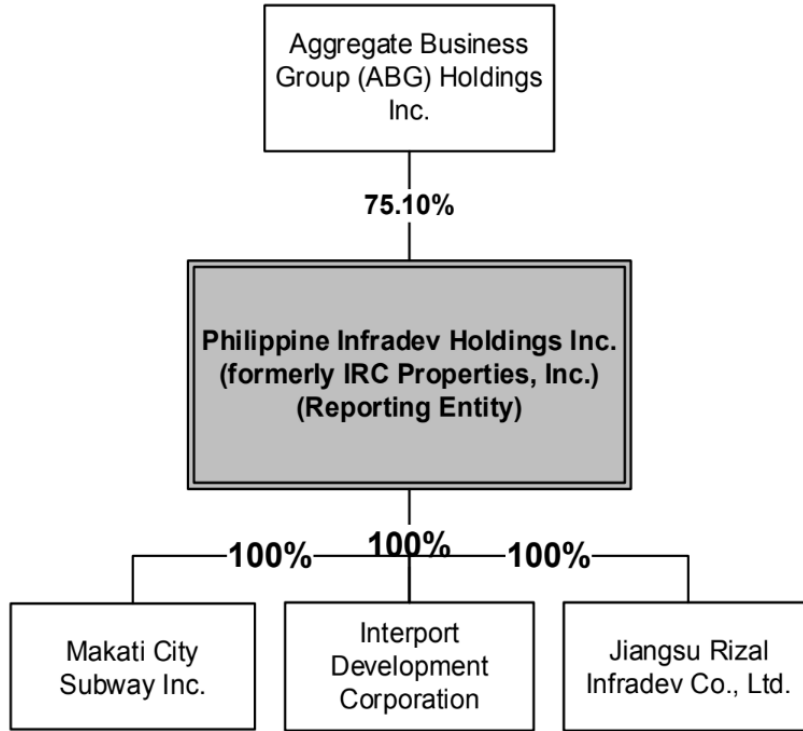 Aggregate Business
Group (ABG) Holdings
Inc.
75.10%
Philippine Infradev Holdings Inc.
(formerly IRC Properties, Inc.)
(Reporting Entity)
100%
100%
100%
Makati City
Subway Inc.
Interport
Development
Corporation
Jiangsu Rizal
Infradev Co., Ltd.